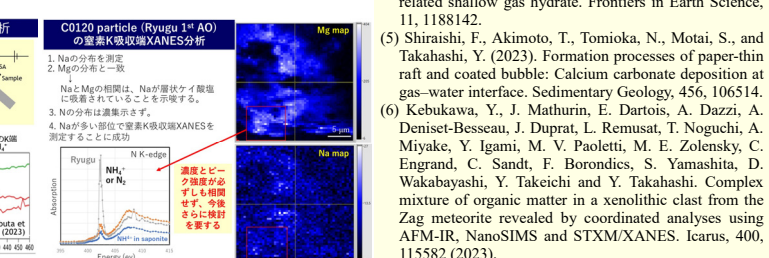 析
SA
Sample
のK端
outa et
(2023)
440 450 460
C0120 particle (Ryugu 1st AO)
の窒素K吸収端XANES分析
1. Naの分布を測定
2. Mgの分布と一致
NaとMgの相関は、Naが層状ケイ酸塩
に吸着されていることを示唆する。
3. Nの分布は濃集示さず。
4. Naが多い部位で窒素K吸収端XANESを
測定することに成功
Ryugu
N K-edge
NH4+
or N2
NH4+ in saponite
Absorption
395 400 405 410 415
Energy (eV)
濃度とピー
ク強度が必
ずしも相関
せず、今後
さらに検討
を要する
Mg map
5 μm
Na map
related shallow gas hydrate. Frontiers in Earth Science,
11, 1188142.
(5) Shiraishi, F., Akimoto, T., Tomioka, N., Motai, S., and
Takahashi, Y. (2023). Formation processes of paper-thin
raft and coated bubble: Calcium carbonate deposition at
gas–water interface. Sedimentary Geology, 456, 106514.
(6) Kebukawa, Y., J. Mathurin, E. Dartois, A. Dazzi, A.
Deniset-Besseau, J. Duprat, L. Remusat, T. Noguchi, A.
Miyake, Y. Igami, M. V. Paoletti, M. E. Zolensky, C.
Engrand, C. Sandt, F. Borondics, S. Yamashita, D.
Wakabayashi, Y. Takeichi and Y. Takahashi. Complex
mixture of organic matter in a xenolithic clast from the
Zag meteorite revealed by coordinated analyses using
AFM-IR, NanoSIMS and STXM/XANES. Icarus, 400,
115582 (2023).